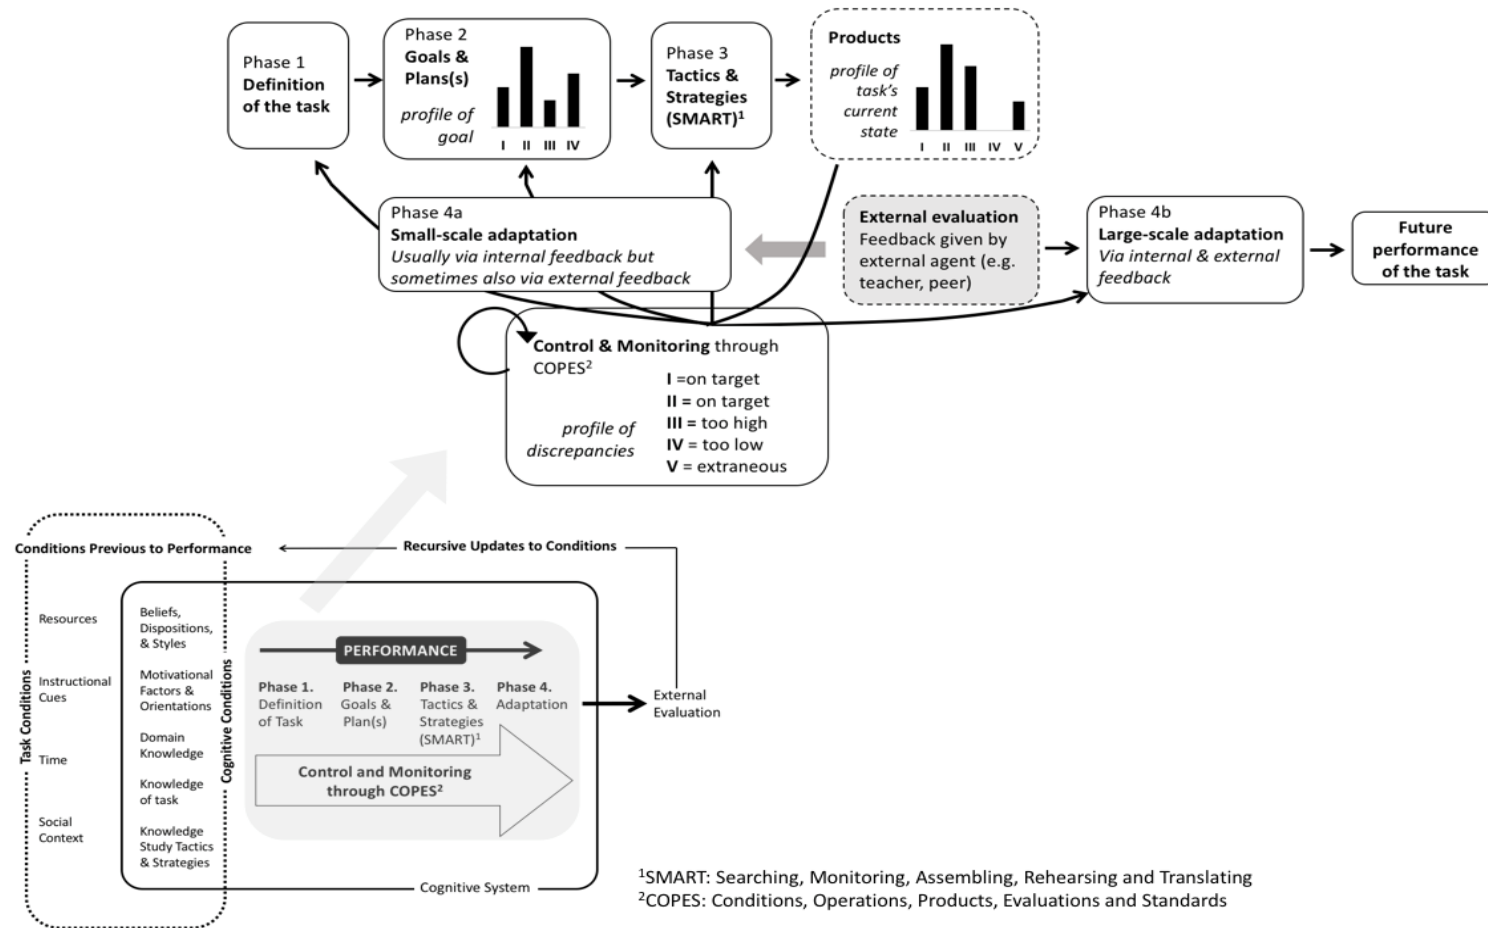 Phase 1
Definition
of the task
Phase 2
Goals &
Plans(s)
profile of
goal
I II III IV
Phase 3
Tactics &
Strategies
(SMART)¹
Products
profile of
task's
current
state
I II III IV V
Phase 4a
Small-scale adaptation
Usually via internal feedback but
sometimes also via external feedback
External evaluation
Feedback given by
external agent (e.g.
teacher, peer)
Phase 4b
Large-scale adaptation
Via internal & external
feedback
Future
performance
of the task
Control & Monitoring through
COPES²
profile of
discrepancies
I =on target
II = on target
III = too high
IV = too low
V = extraneous
Conditions Previous to Performance
Recursive Updates to Conditions
Task Conditions
Resources
Instructional
Cues
Time
Social
Context
Cognitive Conditions
Beliefs,
Dispositions,
& Styles
Motivational
Factors &
Orientations
Domain
Knowledge
Knowledge
of task
Knowledge
Study Tactics
& Strategies
PERFORMANCE
Phase 1.
Definition
of Task
Phase 2.
Goals &
Plan(s)
Phase 3.
Tactics &
Strategies
(SMART)¹
Phase 4.
Adaptation
Control and Monitoring
through COPES²
External
Evaluation
Cognitive System
¹SMART: Searching, Monitoring, Assembling, Rehearsing and Translating
²COPES: Conditions, Operations, Products, Evaluations and Standards